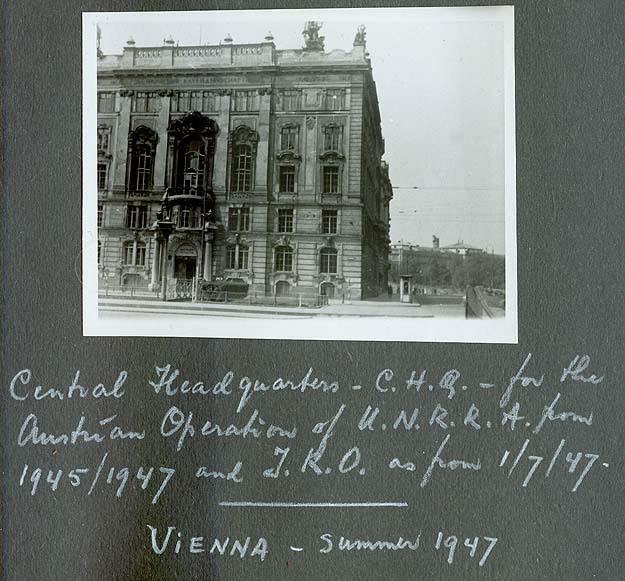 Central Headquarters - C.H.Q. - for the
Austrian Operation of U.N.R.R.A. from
1945/1947 and I.R.O. as from 1/7/47.
VIENNA - Summer 1947